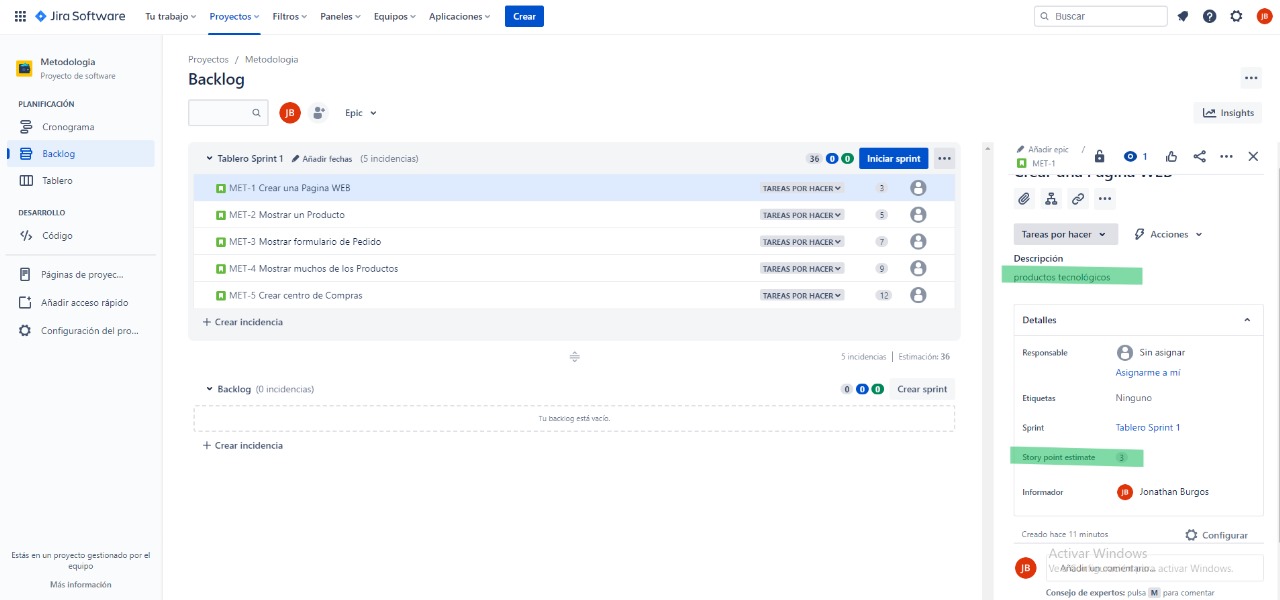 Jira Software Tu trabajo Proyectos Filtros Paneles Equipos Aplicaciones Crear Buscar JB
Metodologia
Proyecto de software
PLANIFICACIÓN
Cronograma
Backlog
Tablero
DESARROLLO
Código
Páginas de proyec...
Añadir acceso rápido
Configuración del pro...
Estás en un proyecto gestionado por el
equipo
Más información
Proyectos / Metodologia
Backlog
JB Epic Insights
Tablero Sprint 1 Añadir fechas (5 incidencias) 36 0 0 Iniciar sprint
MET-1 Crear una Pagina WEB TAREAS POR HACER 3
MET-2 Mostrar un Producto TAREAS POR HACER 5
MET-3 Mostrar formulario de Pedido TAREAS POR HACER 7
MET-4 Mostrar muchos de los Productos TAREAS POR HACER 9
MET-5 Crear centro de Compras TAREAS POR HACER 12
+ Crear incidencia
5 incidencias | Estimación: 36
Backlog (0 incidencias) 0 0 0 Crear sprint
Tu backlog está vacío.
+ Crear incidencia
Añadir epic /
MET-1 1
Crear una Pagina WEB
Tareas por hacer Acciones
Descripción
productos tecnológicos
Detalles
Responsable Sin asignar
Asignarme a mí
Etiquetas Ninguno
Sprint Tablero Sprint 1
Story point estimate 3
Informador JB Jonathan Burgos
Creado hace 11 minutos Configurar
Activar Windows
JB Añadir un comentario... activar Windows.
Consejo de expertos: pulsa M para comentar